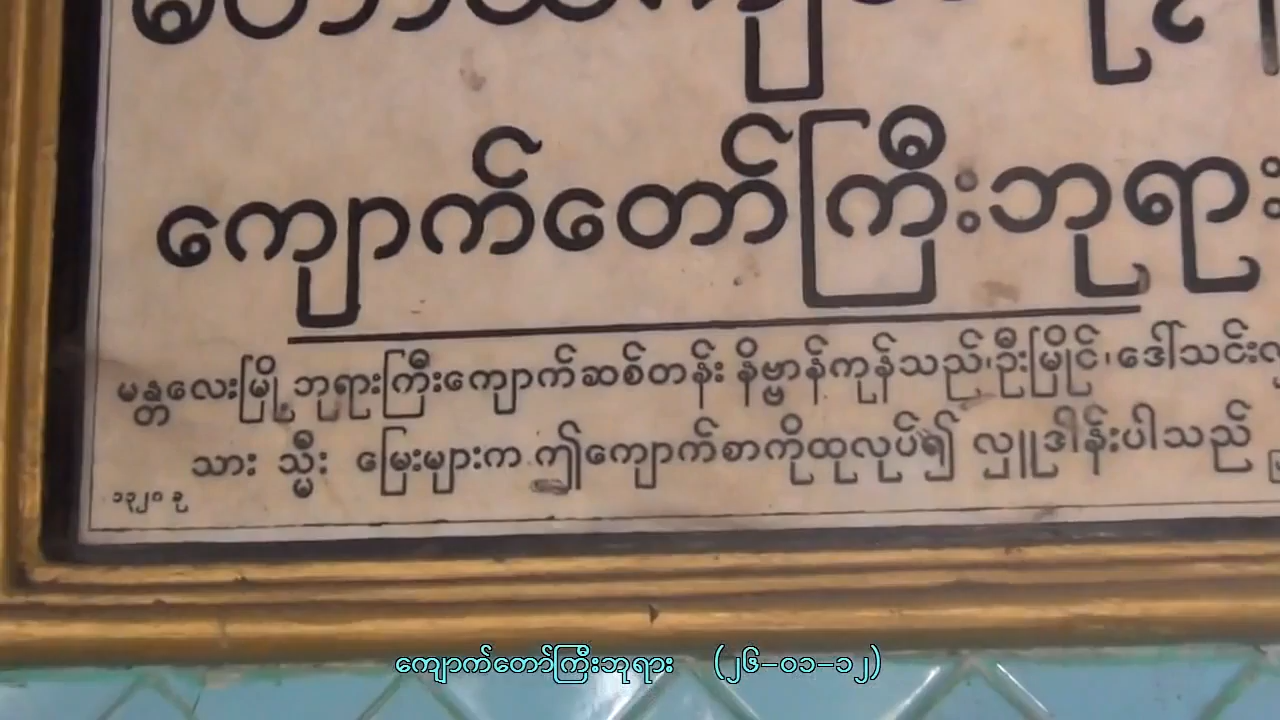 ကျောက်တော်ကြီးဘုရား
မန္တလေးမြို့ ဘုရားကြီးကျောက်ဆစ်တန်း နိဗ္ဗာန်ကုန်သည်၊ဦးမြိုင်၊ဒေါ်သင်း
သား သ္မီး မြေးများက ဤကျောက်စာကိုထုလုပ်၍ လှူဒါန်းပါသည်
၁၃၂၈ ခု
ကျောက်တော်ကြီးဘုရား (၂၆-၀၁-၁၂)